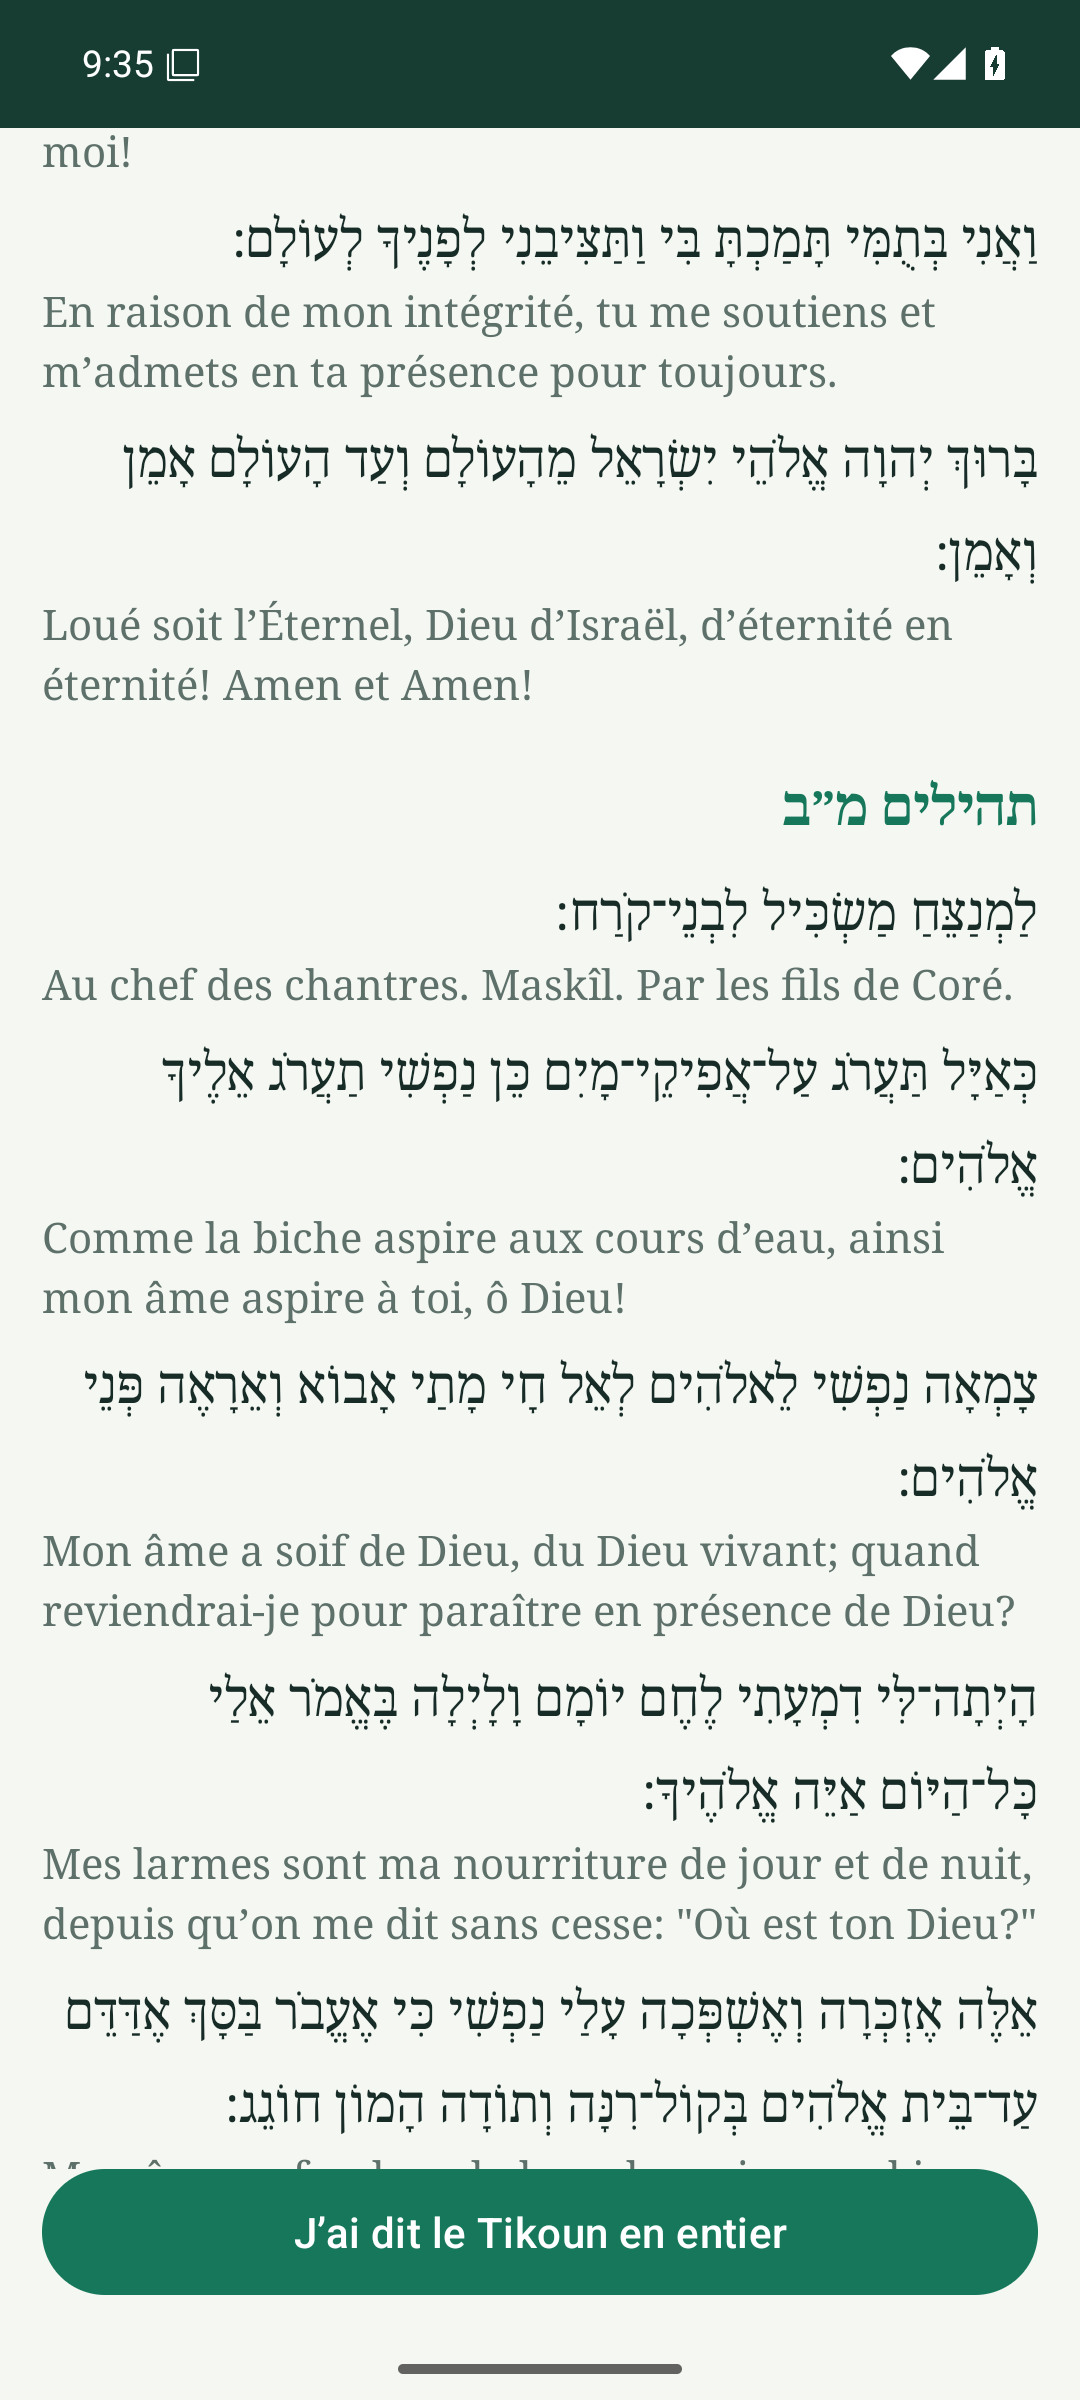 9:35
moi!
וַאֲנִי בְּתֻמִּי תָּמַכְתָּ בִּי וַתַּצִּיבֵנִי לְפָנֶיךָ לְעוֹלָם׃
En raison de mon intégrité, tu me soutiens et
m’admets en ta présence pour toujours.
בָּרוּךְ יְהוָה אֱלֹהֵי יִשְׂרָאֵל מֵהָעוֹלָם וְעַד הָעוֹלָם אָמֵן
וְאָמֵן׃
Loué soit l’Éternel, Dieu d’Israël, d’éternité en
éternité! Amen et Amen!
תהילים מ״ב
לַמְנַצֵּחַ מַשְׂכִּיל לִבְנֵי־קֹרַח׃
Au chef des chantres. Maskîl. Par les fils de Coré.
כְּאַיָּל תַּעֲרֹג עַל־אֲפִיקֵי־מָיִם כֵּן נַפְשִׁי תַעֲרֹג אֵלֶיךָ
אֱלֹהִים׃
Comme la biche aspire aux cours d’eau, ainsi
mon âme aspire à toi, ô Dieu!
צָמְאָה נַפְשִׁי לֵאלֹהִים לְאֵל חָי מָתַי אָבוֹא וְאֵרָאֶה פְּנֵי
אֱלֹהִים׃
Mon âme a soif de Dieu, du Dieu vivant; quand
reviendrai-je pour paraître en présence de Dieu?
הָיְתָה־לִּי דִמְעָתִי לֶחֶם יוֹמָם וָלָיְלָה בֶּאֱמֹר אֵלַי
כָּל־הַיּוֹם אַיֵּה אֱלֹהֶיךָ׃
Mes larmes sont ma nourriture de jour et de nuit,
depuis qu’on me dit sans cesse: "Où est ton Dieu?"
אֵלֶּה אֶזְכְּרָה וְאֶשְׁפְּכָה עָלַי נַפְשִׁי כִּי אֶעֱבֹר בַּסָּךְ אֶדַּדֵּם
עַד־בֵּית אֱלֹהִים בְּקוֹל־רִנָּה וְתוֹדָה הָמוֹן חוֹגֵג׃
J’ai dit le Tikoun en entier